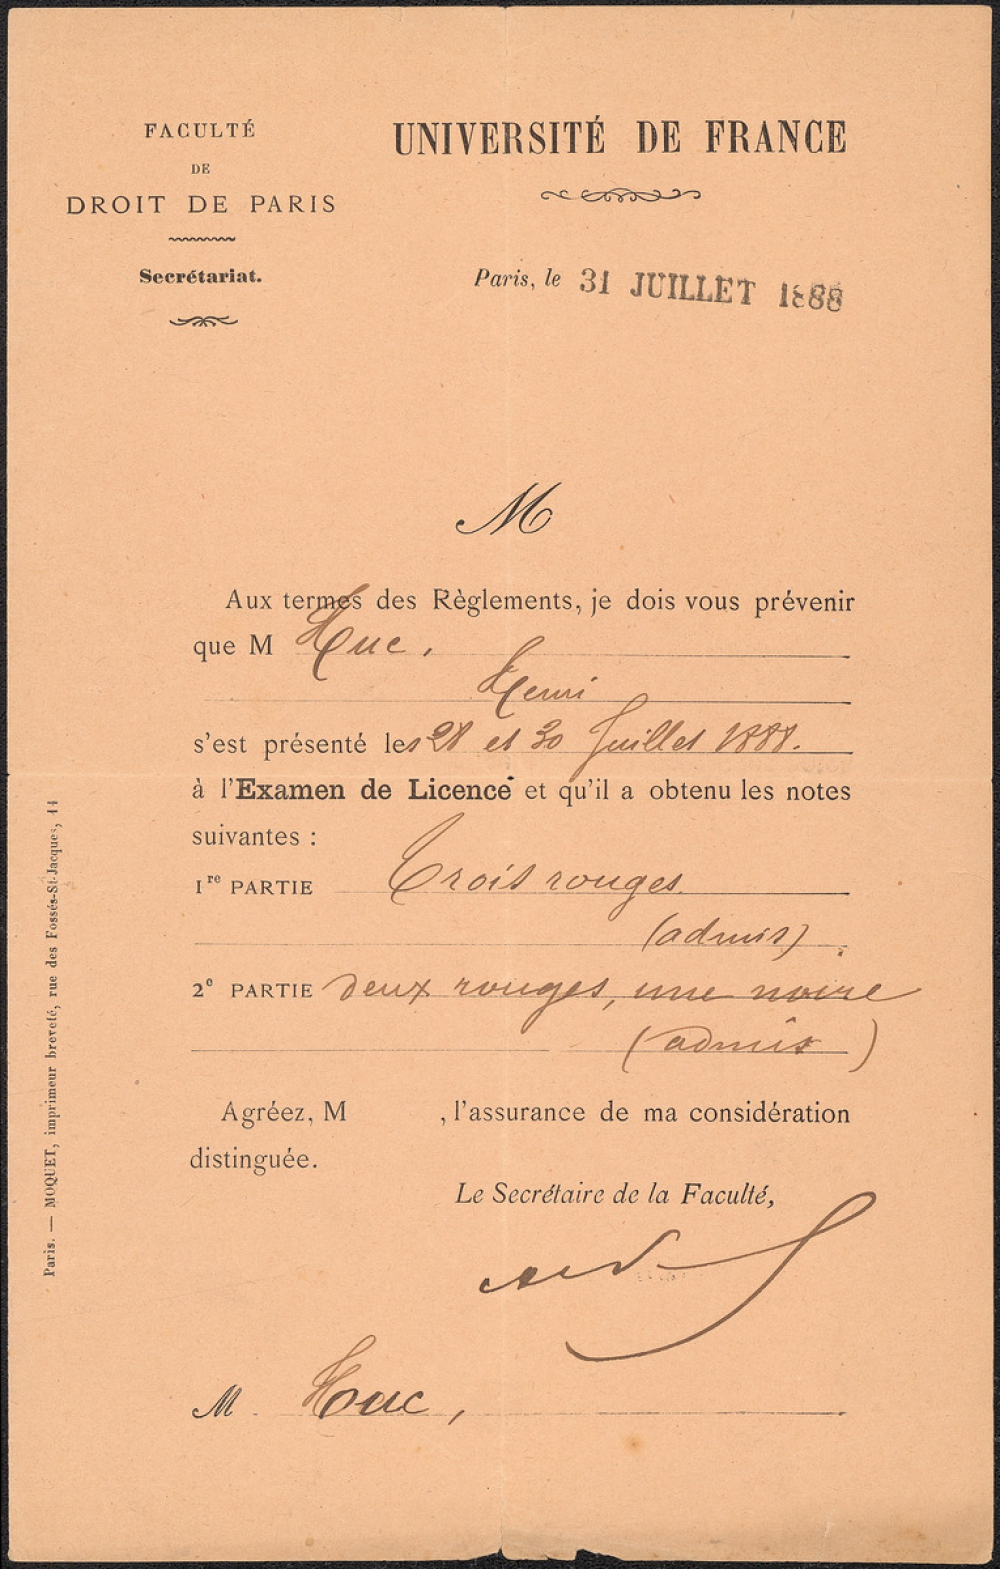 FACULTÉ
DE
DROIT DE PARIS
Secrétariat.
UNIVERSITÉ DE FRANCE
Paris, le 31 JUILLET 1888
M
Aux termes des Règlements, je dois vous prévenir
que M Huc,
Henri
s'est présenté les 28 et 30 Juillet 1888.
à l'Examen de Licence et qu'il a obtenu les notes
suivantes :
1re PARTIE Trois rouges
(admis)
2e PARTIE deux rouges, une noire
(admis)
Agréez, M , l'assurance de ma considération
distinguée.
Le Secrétaire de la Faculté,
M. Huc,
Paris. — MOQUET, imprimeur breveté, rue des Fossés-St-Jacques, 11